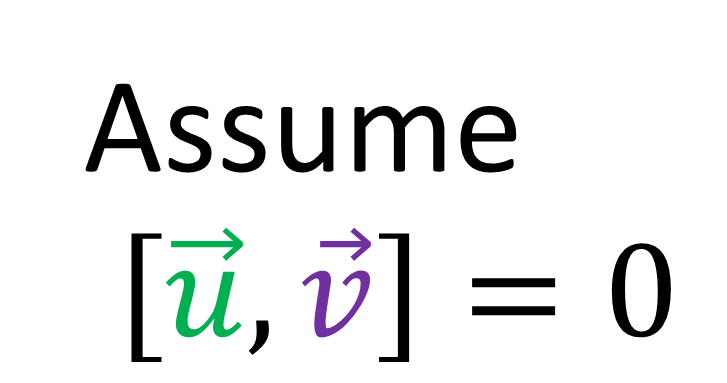 Assume
[u⃗, v⃗] = 0